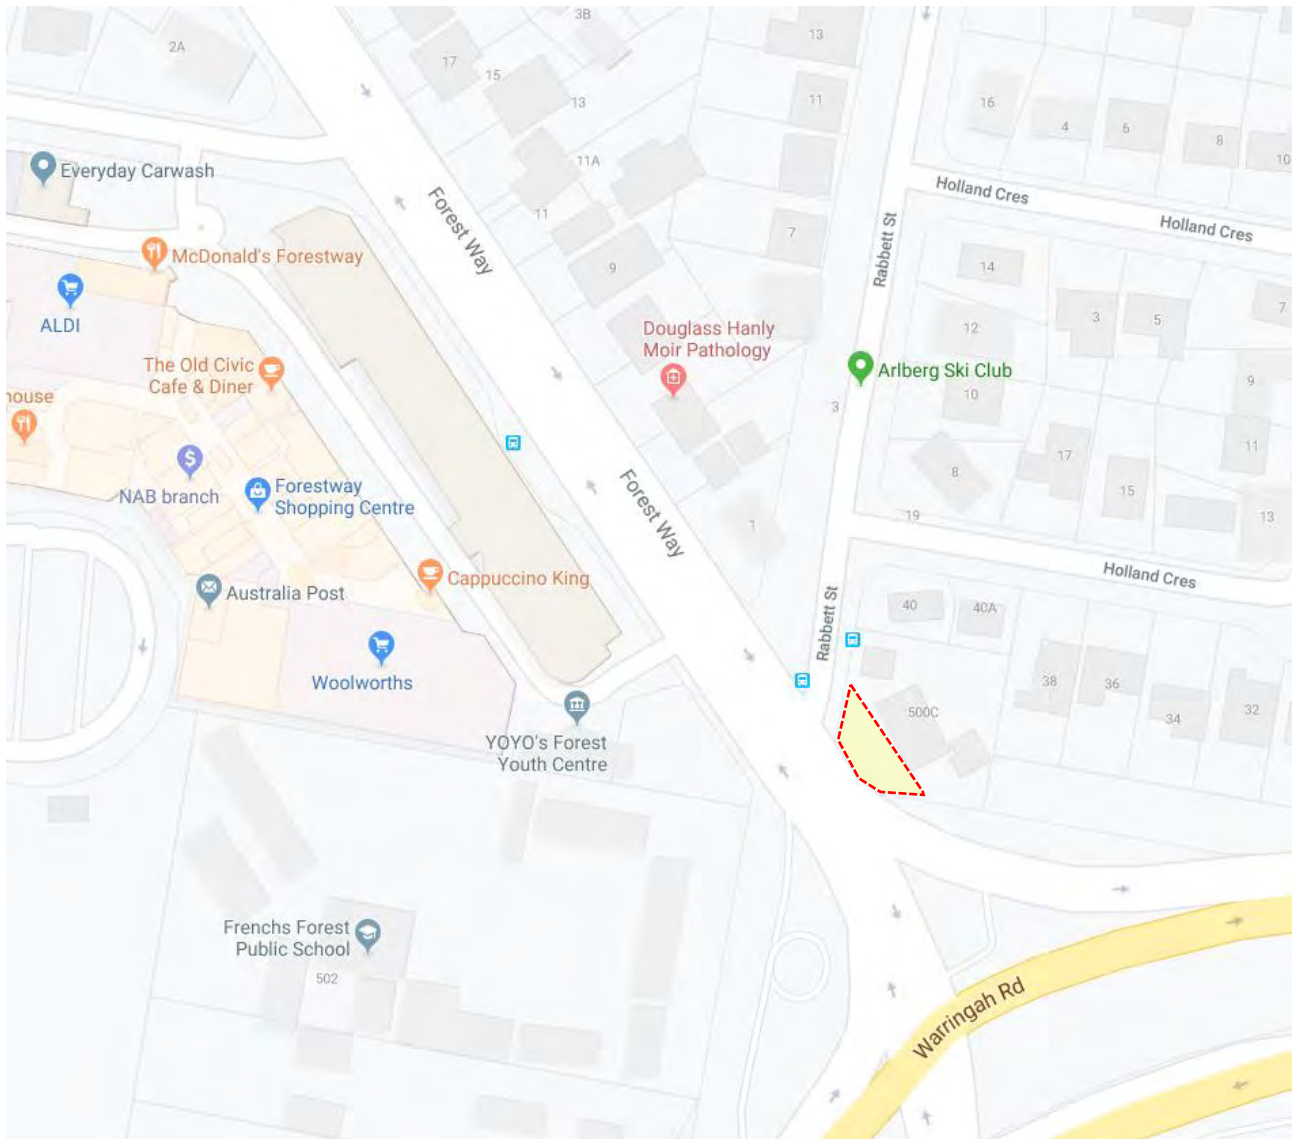 3B
2A
13
17
15
13
11
16
4
6
8
10
11A
Everyday Carwash
Holland Cres
11
Forest Way
7
Rabbett St
Holland Cres
McDonald's Forestway
9
14
ALDI
Douglass Hanly
Moir Pathology
12
3
5
7
The Old Civic
Cafe & Diner
Arlberg Ski Club
house
3
10
9
NAB branch
Forestway
Shopping Centre
Forest Way
8
17
11
15
1
19
13
Cappuccino King
Holland Cres
Australia Post
Rabbett St
40
40A
Woolworths
38
36
34
32
500C
YOYO's Forest
Youth Centre
Frenchs Forest
Public School
502
Warringah Rd